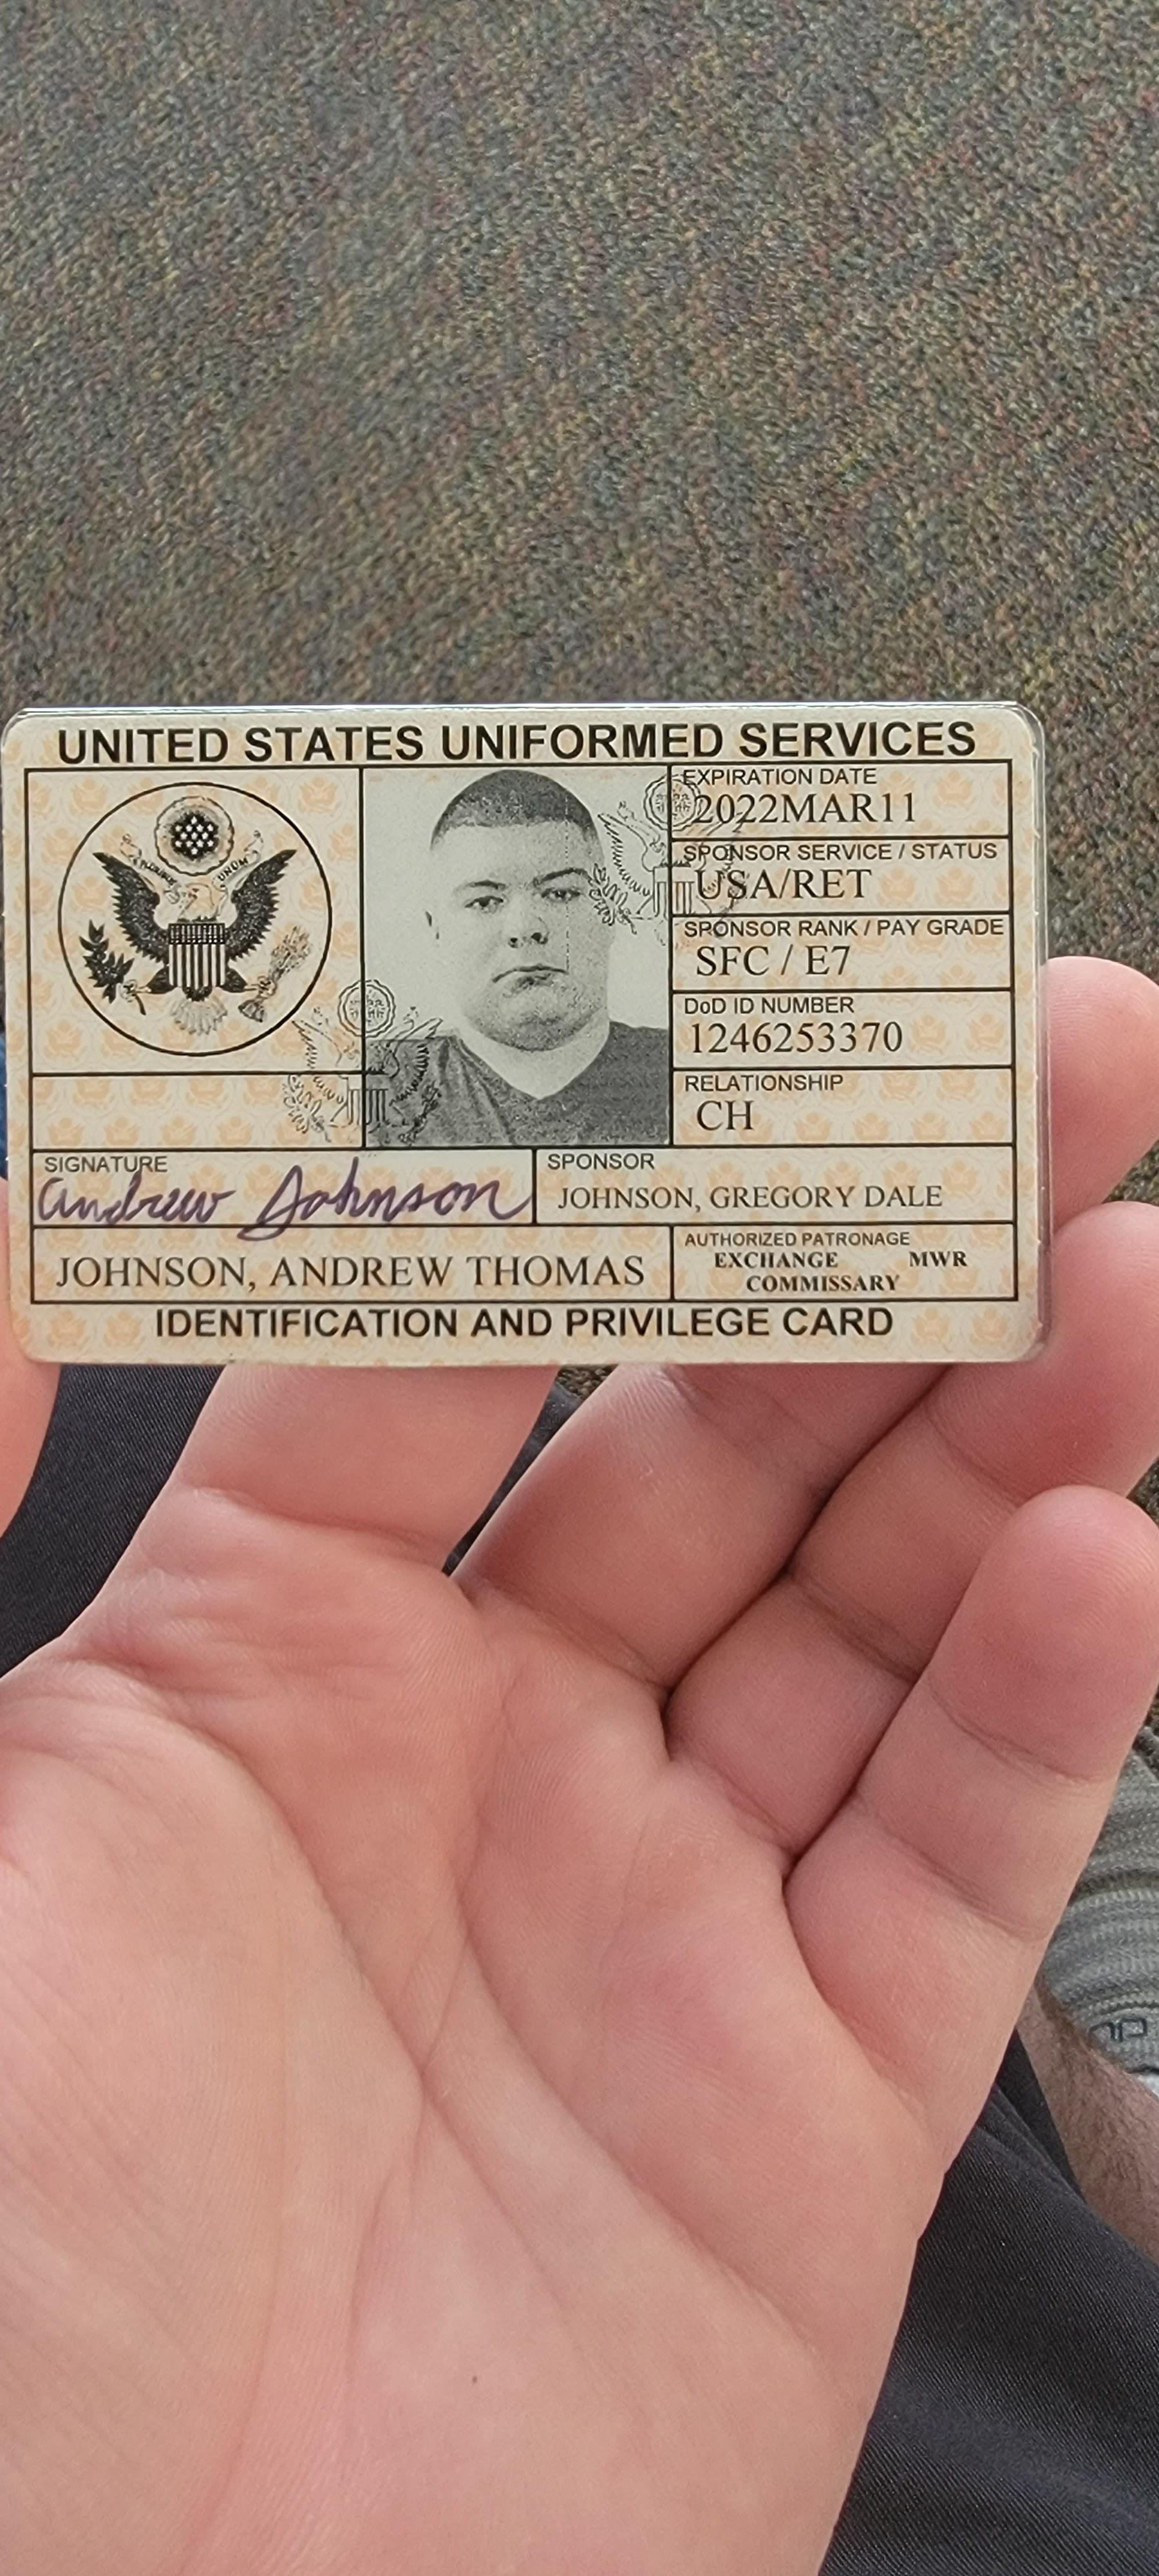 UNITED STATES UNIFORMED SERVICES
UNUM
EXPIRATION DATE
2022MAR11
SPONSOR SERVICE / STATUS
USA/RET
SPONSOR RANK / PAY GRADE
SFC / E7
DoD ID NUMBER
1246253370
RELATIONSHIP
CH
SIGNATURE
Andrew Johnson
SPONSOR
JOHNSON, GREGORY DALE
JOHNSON, ANDREW THOMAS
AUTHORIZED PATRONAGE
EXCHANGE MWR
COMMISSARY
IDENTIFICATION AND PRIVILEGE CARD